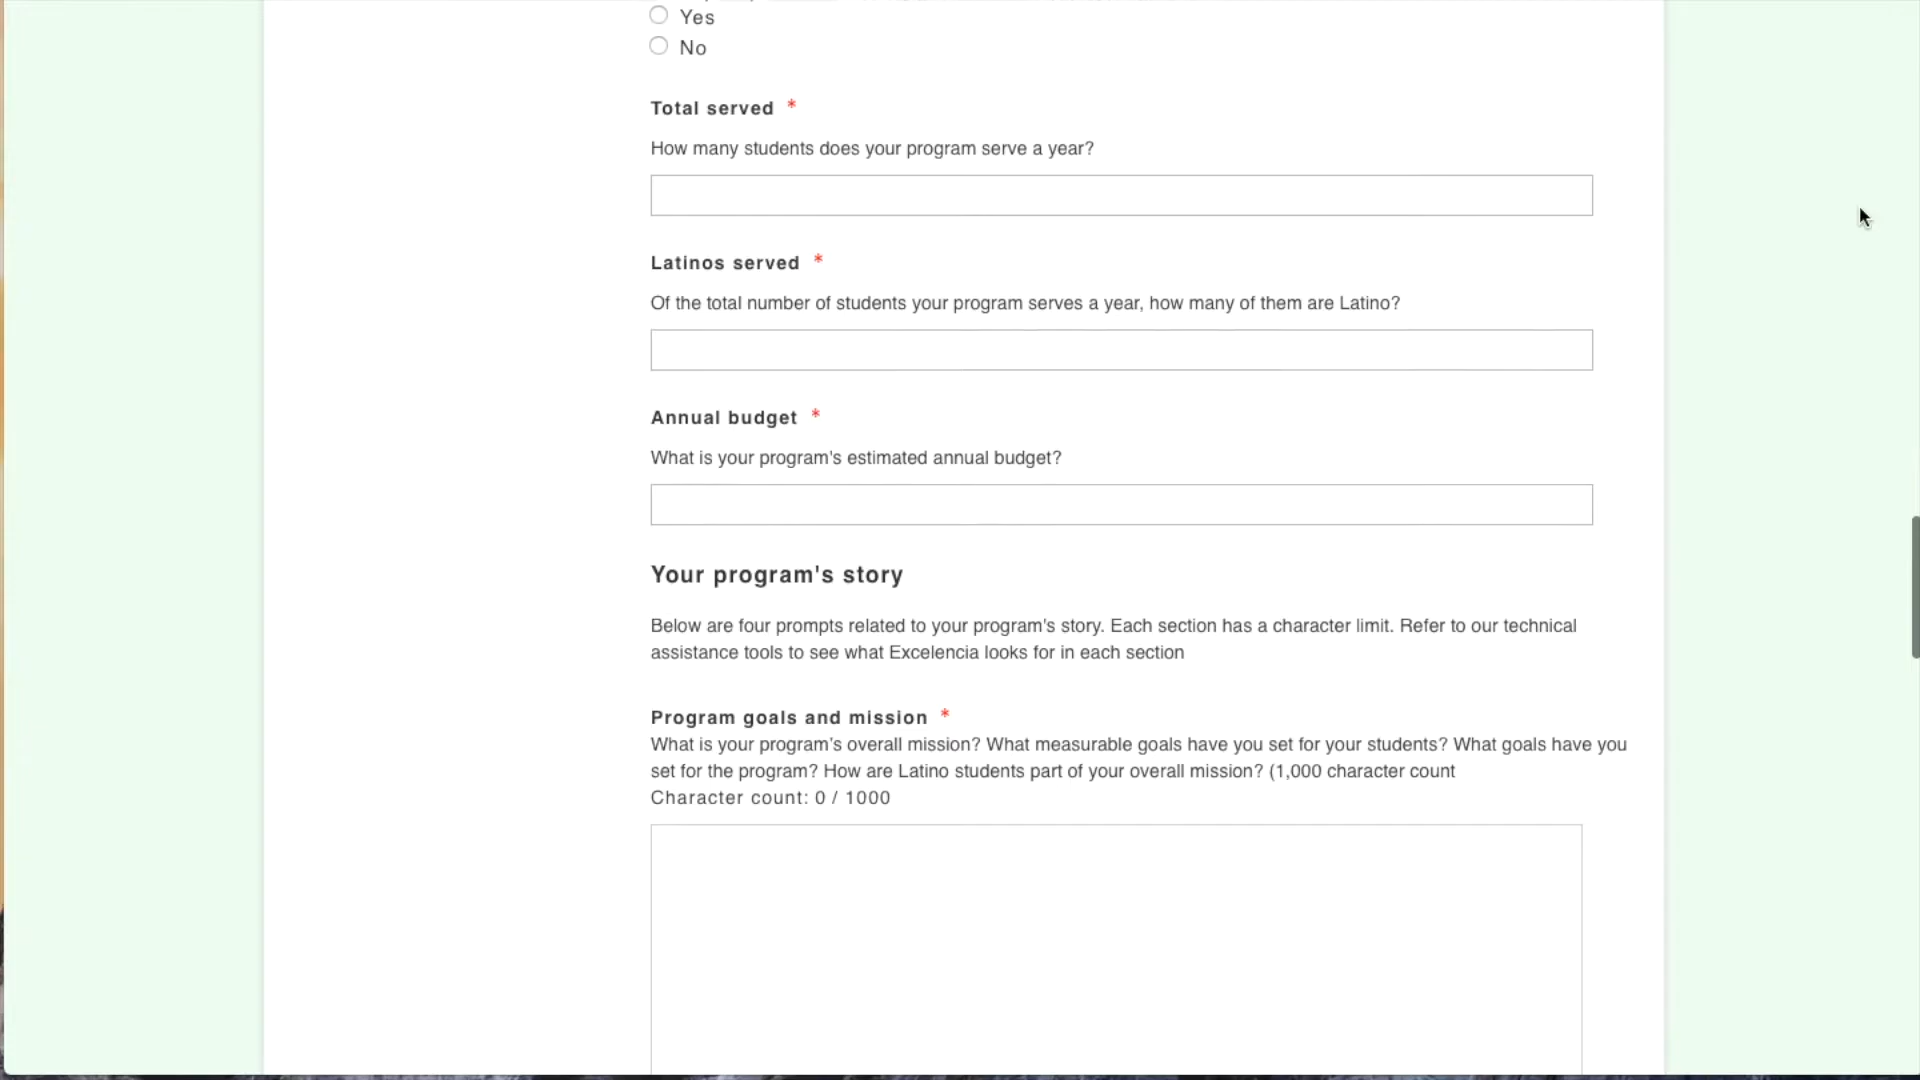 Yes
No
Total served *
How many students does your program serve a year?
Latinos served *
Of the total number of students your program serves a year, how many of them are Latino?
Annual budget *
What is your program's estimated annual budget?
Your program's story
Below are four prompts related to your program's story. Each section has a character limit. Refer to our technical
assistance tools to see what Excelencia looks for in each section
Program goals and mission *
What is your program’s overall mission? What measurable goals have you set for your students? What goals have you
set for the program? How are Latino students part of your overall mission? (1,000 character count
Character count: 0 / 1000